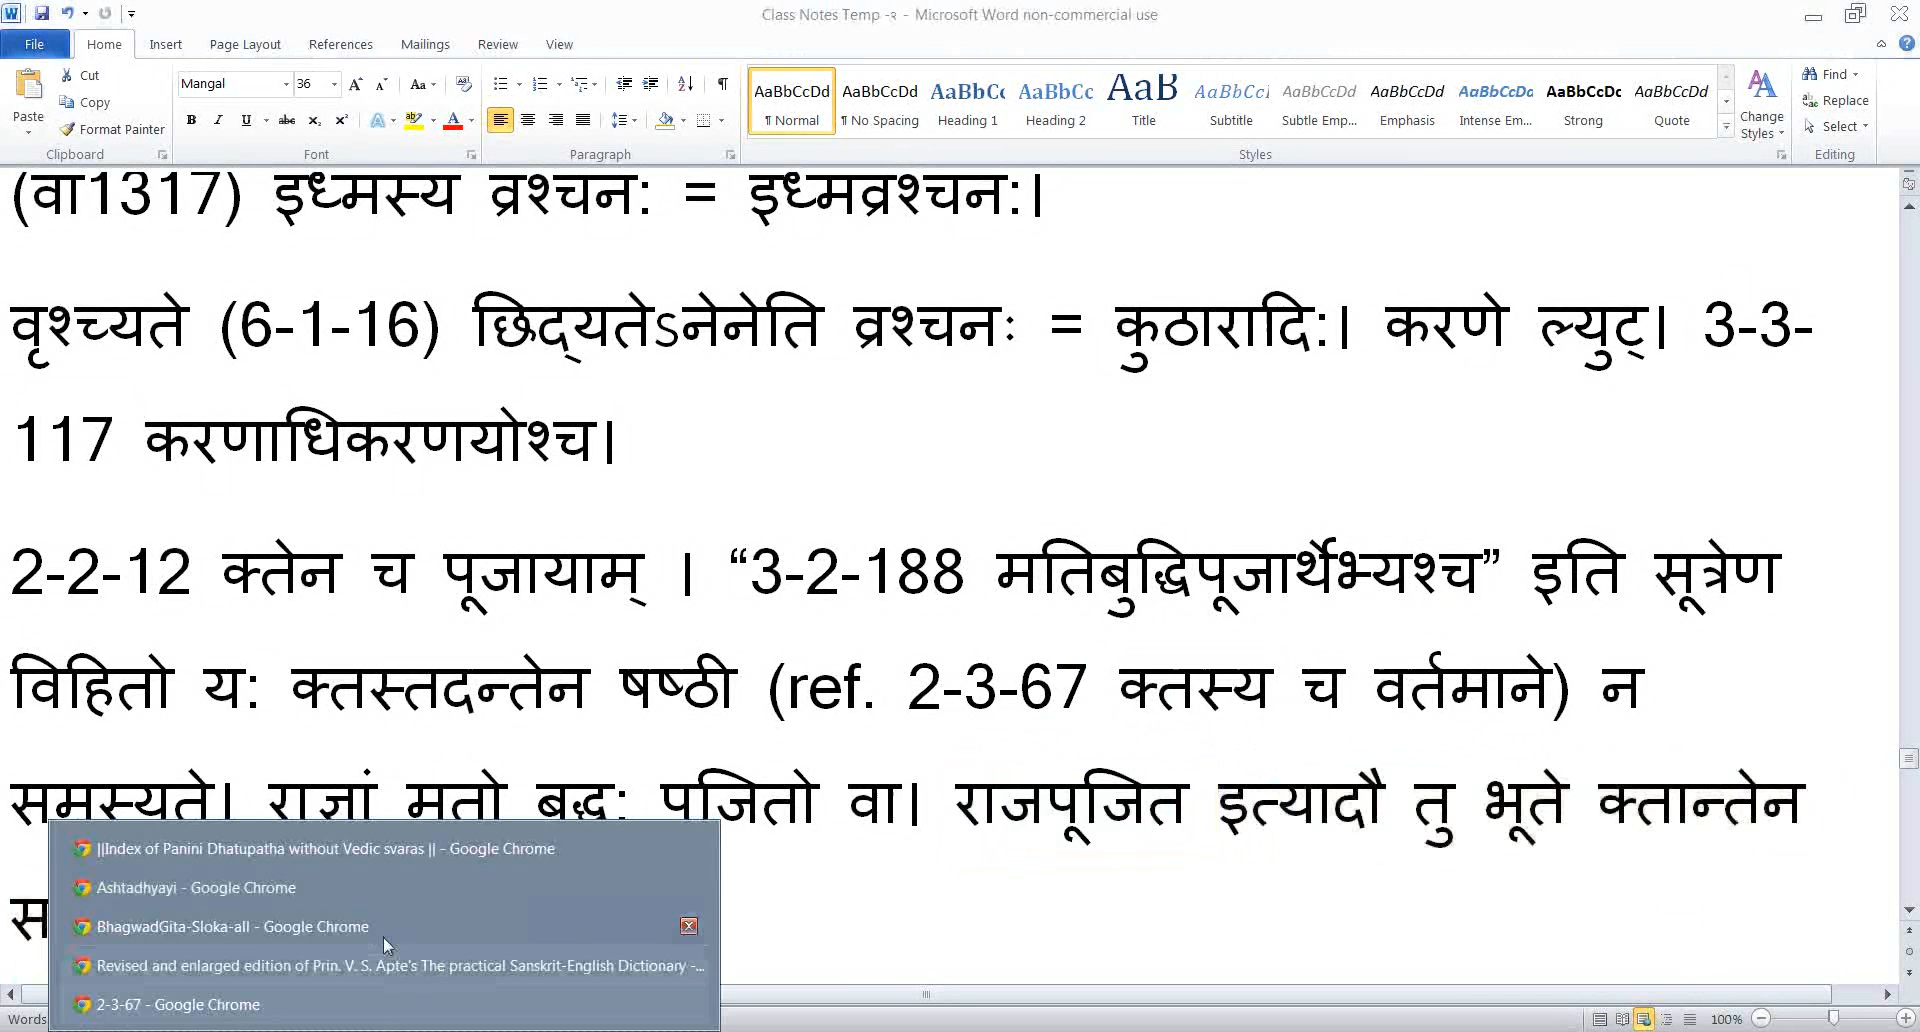 Class Notes Temp -२ - Microsoft Word non-commercial use
File Home Insert Page Layout References Mailings Review View
Paste Cut Copy Format Painter Clipboard
Mangal 36 Font
Paragraph
AaBbCcDd AaBbCcDd AaBbCc AaBbCc AaB AaBbCcl AaBbCcDd AaBbCcDd AaBbCcDd AaBbCcDc AaBbCcDd
¶ Normal ¶ No Spacing Heading 1 Heading 2 Title Subtitle Subtle Emp... Emphasis Intense Em... Strong Quote
Styles
Change Styles
Find Replace Select Editing
(वा1317) इध्मस्य व्रश्चन: = इध्मव्रश्चन:।
वृश्च्यते (6-1-16) छिद्यतेऽनेनेति व्रश्चनः = कुठारादि:। करणे ल्युट्। 3-3-
117 करणाधिकरणयोश्च।
2-2-12 क्तेन च पूजायाम् । “3-2-188 मतिबुद्धिपूजार्थेभ्यश्च” इति सूत्रेण
विहितो य: क्तस्तदन्तेन षष्ठी (ref. 2-3-67 क्तस्य च वर्तमाने) न
समस्यते। राज्ञां मतो बुद्ध: पूजितो वा। राजपूजित इत्यादौ तु भूते क्तान्तेन
||Index of Panini Dhatupatha without Vedic svaras || - Google Chrome
Ashtadhyayi - Google Chrome
BhagwadGita-Sloka-all - Google Chrome
Revised and enlarged edition of Prin. V. S. Apte's The practical Sanskrit-English Dictionary -...
2-3-67 - Google Chrome
Words 100%